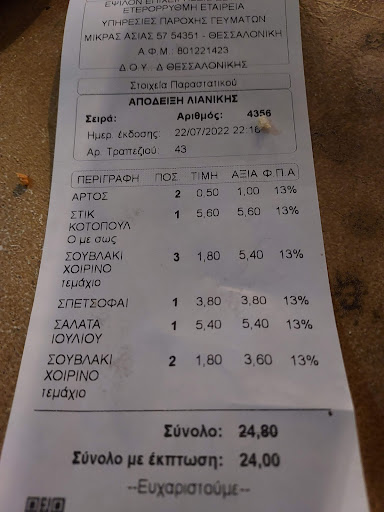 ΕΤΕΡΟΡΡΥΘΜΗ ΕΤΑΙΡΕΙΑ
ΥΠΗΡΕΣΙΕΣ ΠΑΡΟΧΗΣ ΓΕΥΜΑΤΩΝ
ΜΙΚΡΑΣ ΑΣΙΑΣ 57 54351 - ΘΕΣΣΑΛΟΝΙΚΗ
Α Φ Μ : 801221423
Δ Ο Υ : Δ ΘΕΣΣΑΛΟΝΙΚΗΣ
Στοιχεία Παραστατικού
ΑΠΟΔΕΙΞΗ ΛΙΑΝΙΚΗΣ
Σειρά: Αριθμός: 4356
Ημερ. έκδοσης: 22/07/2022 22:16
Αρ. Τραπεζιού: 43
ΠΕΡΙΓΡΑΦΗ ΠΟΣ ΤΙΜΗ ΑΞΙΑ Φ Π Α
ΑΡΤΟΣ 2 0,50 1,00 13%
ΣΤΙΚ 1 5,60 5,60 13%
ΚΟΤΟΠΟΥΛ
Ο με σως
ΣΟΥΒΛΑΚΙ 3 1,80 5,40 13%
ΧΟΙΡΙΝΟ
τεμάχιο
ΣΠΕΤΣΟΦΑΙ 1 3,80 3,80 13%
ΣΑΛΑΤΑ 1 5,40 5,40 13%
ΙΟΥΛΙΟΥ
ΣΟΥΒΛΑΚΙ 2 1,80 3,60 13%
ΧΟΙΡΙΝΟ
τεμάχιο
Σύνολο: 24,80
Σύνολο με έκπτωση: 24,00
--Ευχαριστούμε--